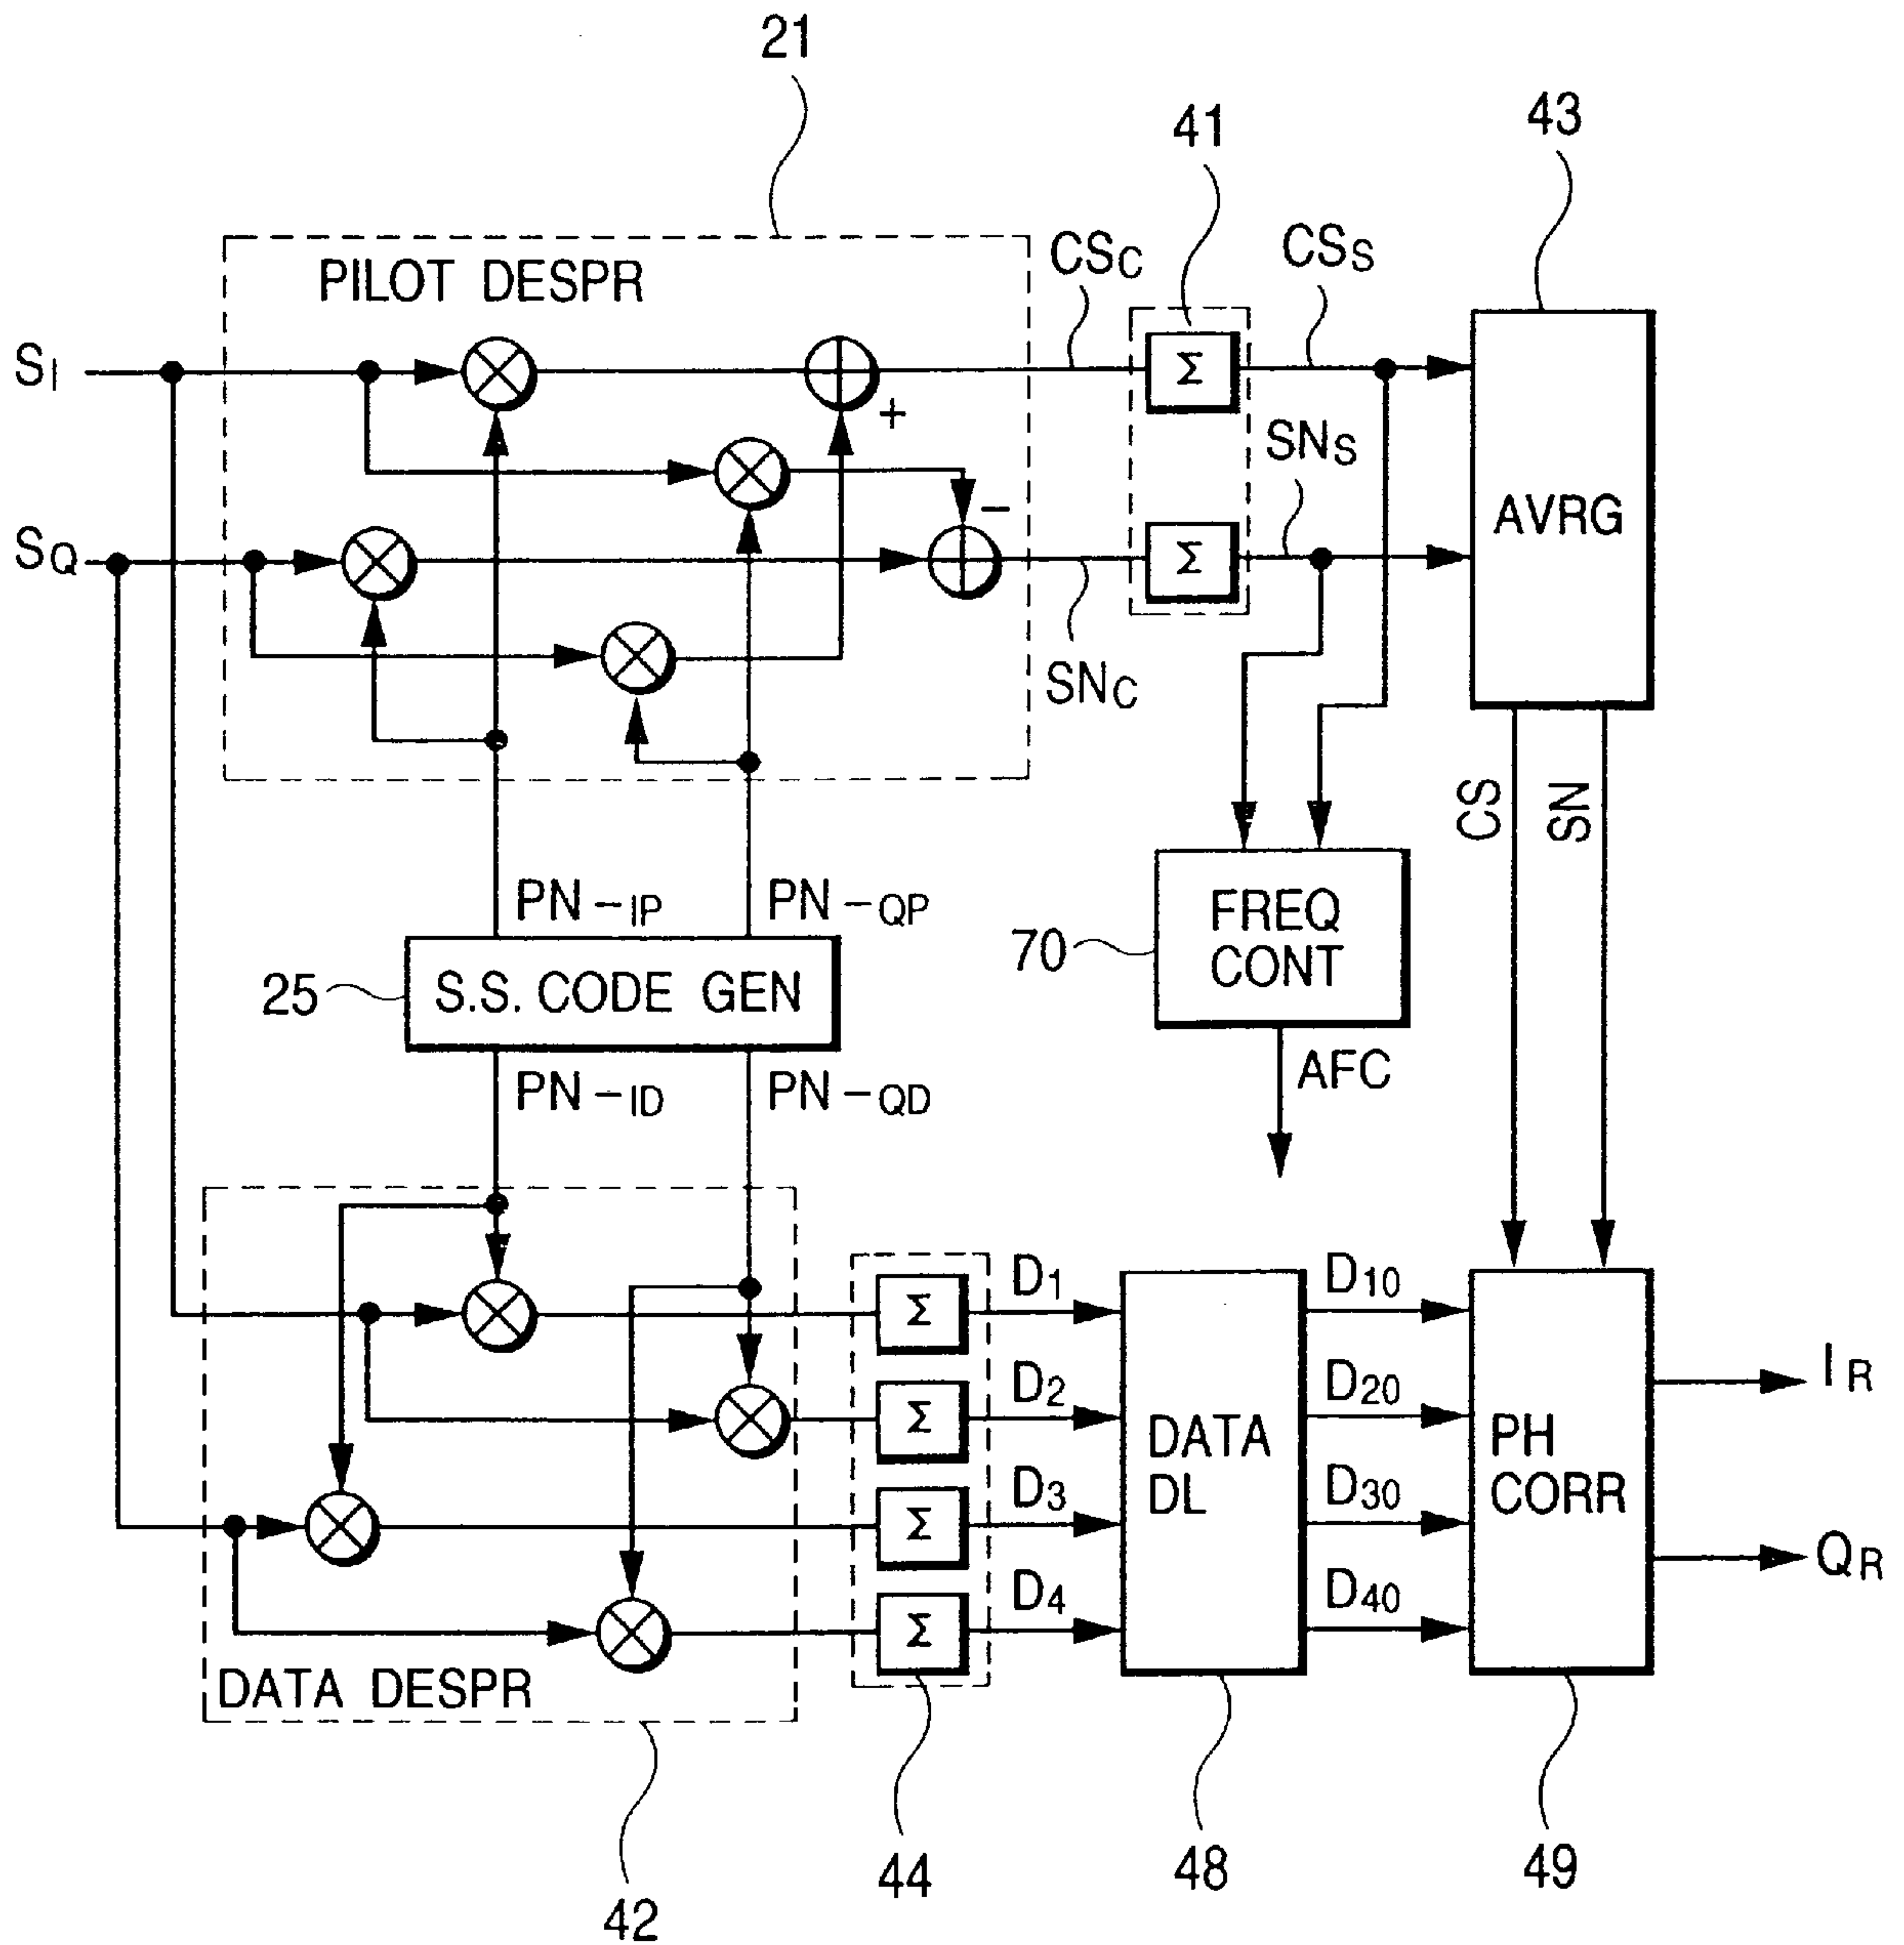 21
41
43
PILOT DESPR
CSC
CSS
SI
Σ
+
SNS
−
AVRG
SQ
Σ
SNC
CS
SN
PN-IP
PN-QP
FREQ
CONT
70
25
S.S. CODE GEN
PN-ID
PN-QD
AFC
D1
D10
Σ
IR
D2
D20
Σ
DATA
DL
PH
CORR
D3
D30
Σ
QR
D4
D40
Σ
DATA DESPR
44
48
49
42